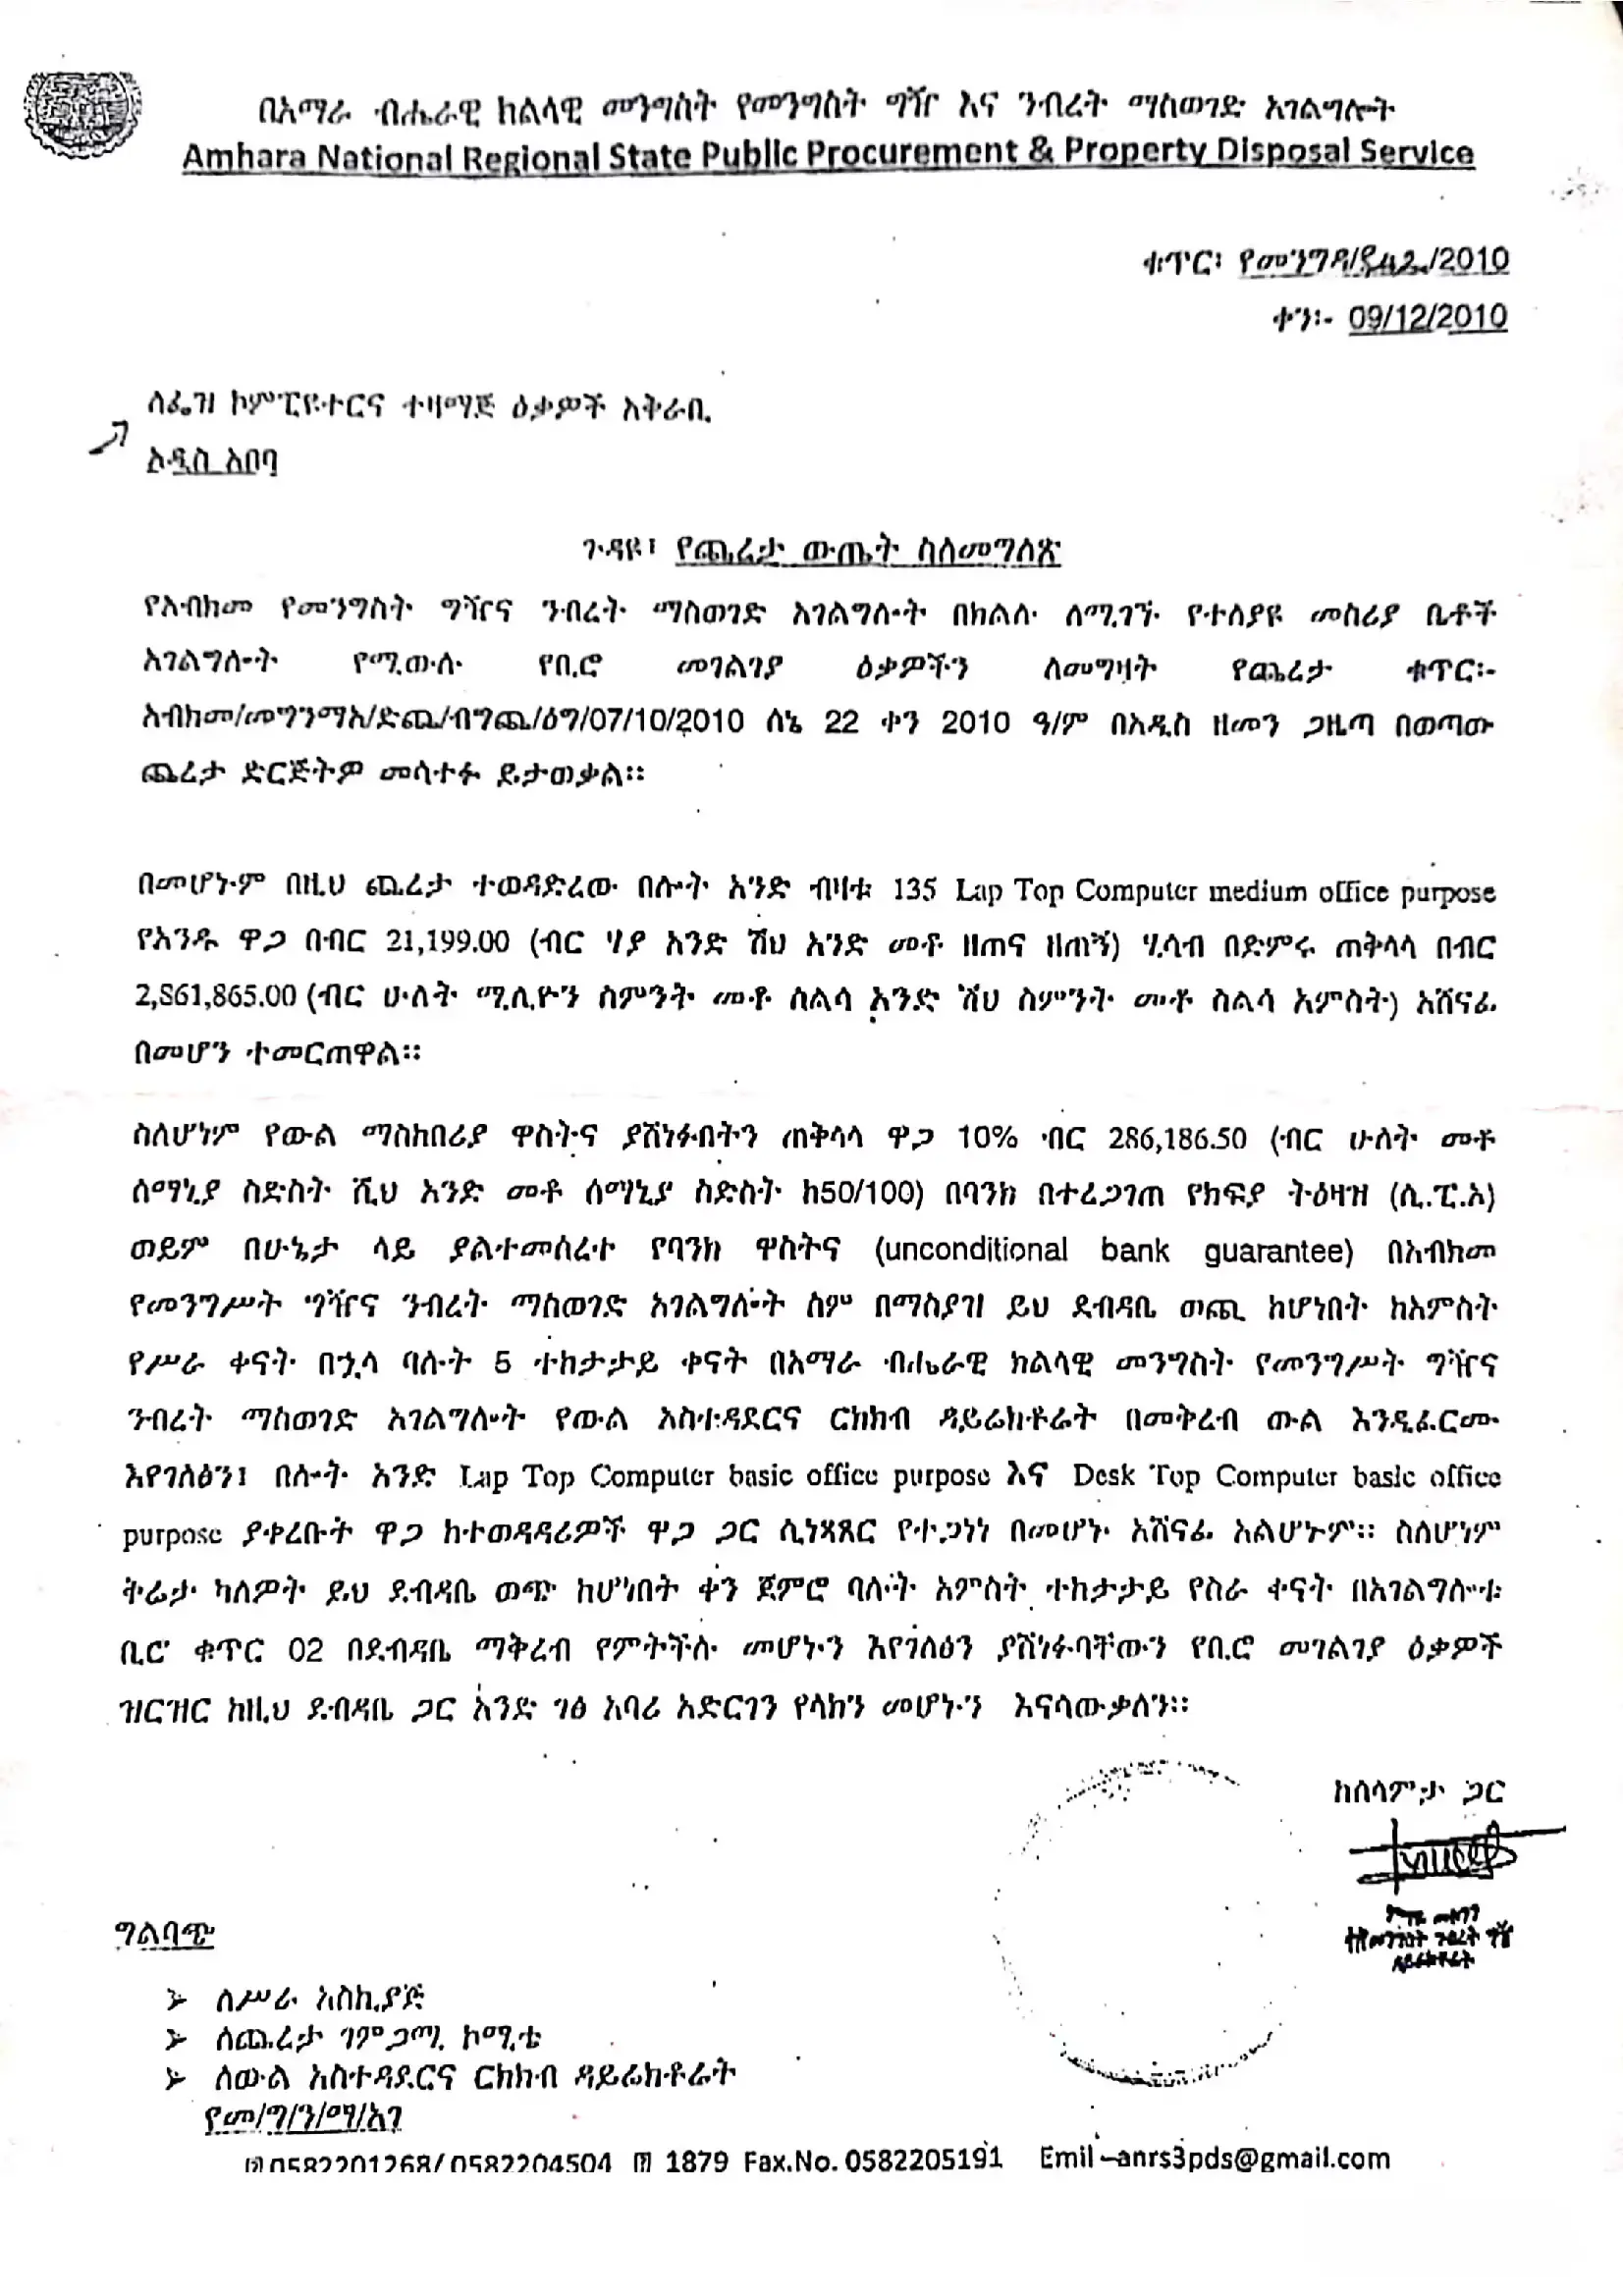 በአማራ ብሔራዊ ክልላዊ መንግስት የመንግስት ግዥ እና ንብረት ማስወገድ አገልግሎት
Amhara National Regional State Public Procurement & Property Disposal Service
ቁጥር፡ የመንግዳ/ /2010
ቀን፡- 09/12/2010
ለፌዝ ኮምፒዩተርና ተዛማጅ ዕቃዎች አቅራቢ
አዲስ አበባ
ጉዳዩ፡ የጨረታ ውጤት ስለመግለጽ
የአብክመ የመንግስት ግዥና ንብረት ማስወገድ አገልግሎት በክልሉ ለሚገኙ የተለያዩ መስሪያ ቤቶች
አገልግሎት የሚውሉ የቢሮ መገልገያ ዕቃዎችን ለመግዛት የጨረታ ቁጥር፡-
አብክመ/መግንማአ/ድጨ/ብግጨ/ዕግ/07/10/2010 ሰኔ 22 ቀን 2010 ዓ/ም በአዲስ ዘመን ጋዜጣ በወጣው
ጨረታ ድርጅትዎ መሳተፉ ይታወቃል፡፡
በመሆኑም በዚህ ጨረታ ተወዳድረው በሎት አንድ ብዛቱ 135 Lap Top Computer medium office purpose
የአንዱ ዋጋ በብር 21,199.00 (ብር ሃያ አንድ ሽህ አንድ መቶ ዘጠና ዘጠኝ) ሂሳብ በድምሩ ጠቅላላ በብር
2,861,865.00 (ብር ሁለት ሚሊዮን ስምንት መቶ ስልሳ አንድ ሽህ ስምንት መቶ ስልሳ አምስት) አሸናፊ
በመሆን ተመርጠዋል፡፡
ስለሆነም የውል ማስከበሪያ ዋስትና ያሸነፉበትን ጠቅላላ ዋጋ 10% ብር 286,186.50 (ብር ሁለት መቶ
ሰማኒያ ስድስት ሺህ አንድ መቶ ሰማኒያ ስድስት ከ50/100) በባንክ በተረጋገጠ የክፍያ ትዕዛዝ (ሲ.ፒ.አ)
ወይም በሁኔታ ላይ ያልተመሰረተ የባንክ ዋስትና (unconditional bank guarantee) በአብክመ
የመንግሥት ግዥና ንብረት ማስወገድ አገልግሎት ስም በማስያዝ ይህ ደብዳቤ ወጪ ከሆነበት ከአምስት
የሥራ ቀናት በኋላ ባሉት 5 ተከታታይ ቀናት በአማራ ብሔራዊ ክልላዊ መንግስት የመንግሥት ግዥና
ንብረት ማስወገድ አገልግሎት የውል አስተዳደርና ርክክብ ዳይሬክቶሬት በመቅረብ ውል እንዲፈርሙ
እየገለፅን፤ በሎት አንድ Lap Top Computer basic office purpose እና Desk Top Computer basic office
purpose ያቀረቡት ዋጋ ከተወዳዳሪዎች ዋጋ ጋር ሲነጻጸር የተጋነነ በመሆኑ አሸናፊ አልሆኑም፡፡ ስለሆነም
ቅሬታ ካለዎት ይህ ደብዳቤ ወጭ ከሆነበት ቀን ጀምሮ ባሉት አምስት ተከታታይ የስራ ቀናት በአገልግሎቱ
ቢሮ ቁጥር 02 በደብዳቤ ማቅረብ የምትችሉ መሆኑን እየገለፅን ያሸነፉባቸውን የቢሮ መገልገያ ዕቃዎች
ዝርዝር ከዚህ ደብዳቤ ጋር አንድ ገፅ አባሪ አድርገን የላክን መሆኑን እናሳውቃለን፡፡
ከሰላምታ ጋር
ግልባጭ
➢ ለሥራ አስኪያጅ
➢ ለጨረታ ገምጋሚ ኮሚቴ
➢ ለውል አስተዳደርና ርክክብ ዳይሬክቶሬት
የመ/ግ/ን/ማ/አገ
0582201268/ 0582204504 1879 Fax.No. 0582205191 Emil –anrs3pds@gmail.com